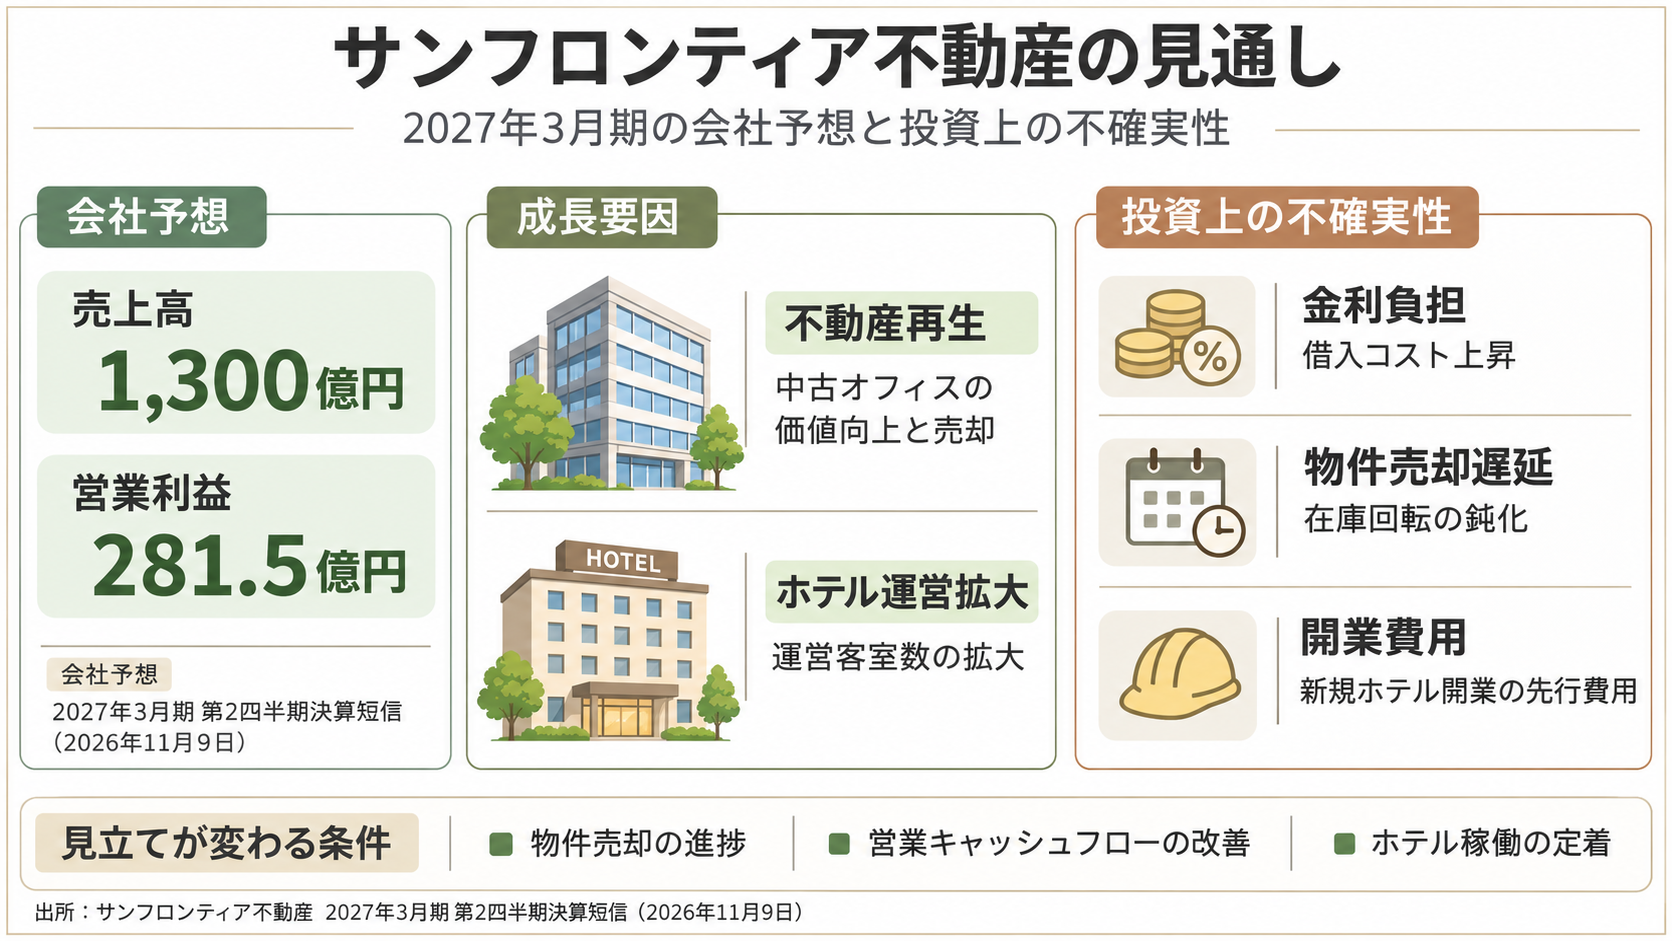 サンフロンティア不動産の見通し
2027年3月期の会社予想と投資上の不確実性
会社予想
売上高
1,300億円
営業利益
281.5億円
会社予想
2027年3月期 第2四半期決算短信
（2026年11月9日）
成長要因
不動産再生
中古オフィスの
価値向上と売却
HOTEL
ホテル運営拡大
運営客室数の拡大
投資上の不確実性
%
金利負担
借入コスト上昇
物件売却遅延
在庫回転の鈍化
開業費用
新規ホテル開業の先行費用
見立てが変わる条件
物件売却の進捗
営業キャッシュフローの改善
ホテル稼働の定着
出所：サンフロンティア不動産 2027年3月期 第2四半期決算短信（2026年11月9日）